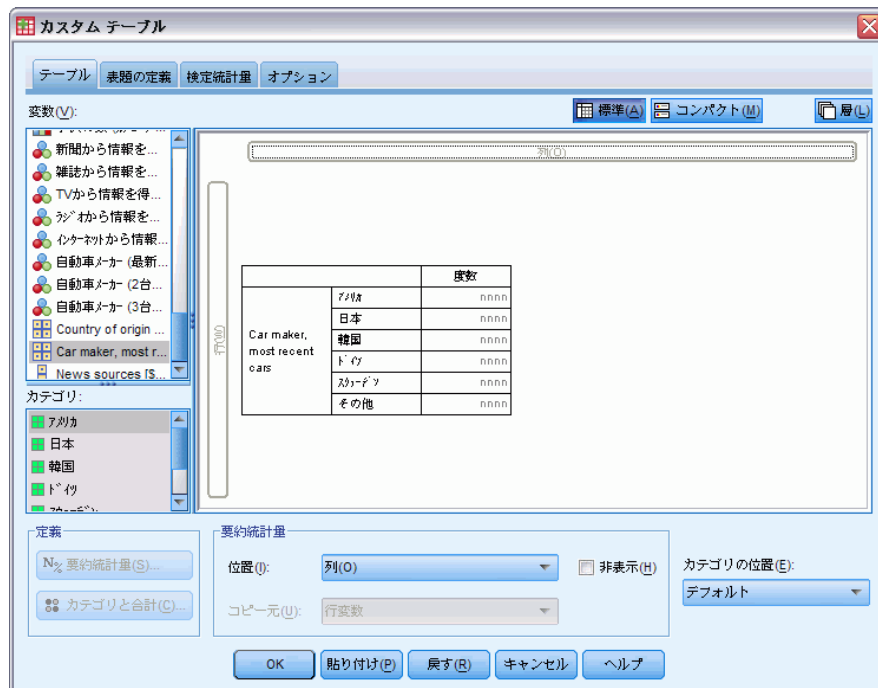 カスタム テーブル
テーブル 表題の定義 検定統計量 オプション
変数(V):
標準(A) コンパクト(M) 層(L)
新聞から情報を...
雑誌から情報を...
TVから情報を得...
ラジオから情報を...
インターネットから情報...
自動車メーカー (最新...
自動車メーカー (2台...
自動車メーカー (3台...
Country of origin ...
Car maker, most r...
News sources [$...
列(O)
行(W)
度数
Car maker, most recent cars
アメリカ nnnn
日本 nnnn
韓国 nnnn
ドイツ nnnn
スウェーデン nnnn
その他 nnnn
カテゴリ:
アメリカ
日本
韓国
ドイツ
定義
N% 要約統計量(S)...
カテゴリと合計(C)...
要約統計量
位置(I): 列(O) 非表示(H)
コピー元(U): 行変数
カテゴリの位置(E):
デフォルト
OK 貼り付け(P) 戻す(R) キャンセル ヘルプ